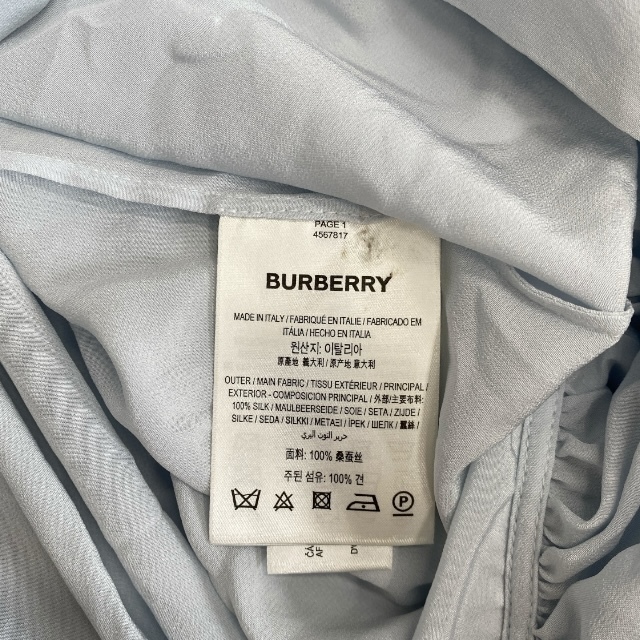 PAGE 1
4567817
BURBERRY
MADE IN ITALY / FABRIQUÉ EN ITALIE / FABRICADO EM
ITÁLIA / HECHO EN ITALIA
원산지: 이탈리아
原產地 義大利 / 原产地 意大利
OUTER / MAIN FABRIC / TISSU EXTÉRIEUR / PRINCIPAL /
EXTERIOR - COMPOSICIÓN PRINCIPAL / 外部/主要布料:
100% SILK / MAULBEERSEIDE / SOIE / SETA / ZIJDE /
SILKE / SEDA / SILKKI / ΜΕΤΑΞΙ / İPEK / ШЕЛК / 蠶絲 /
حرير التوت البري
面料: 100% 桑蚕丝
주된 섬유: 100% 견
P